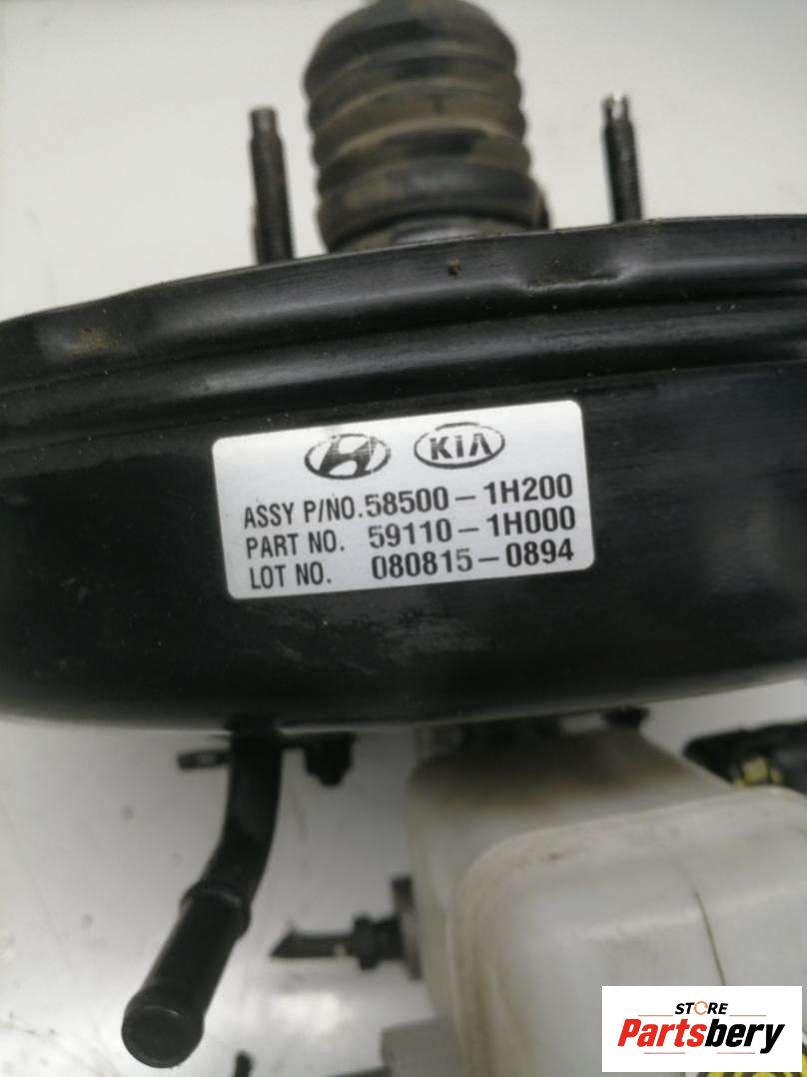 KIA
ASSY P/NO.58500-1H200
PART NO. 59110-1H000
LOT NO. 080815-0894
STORE
Partsbery